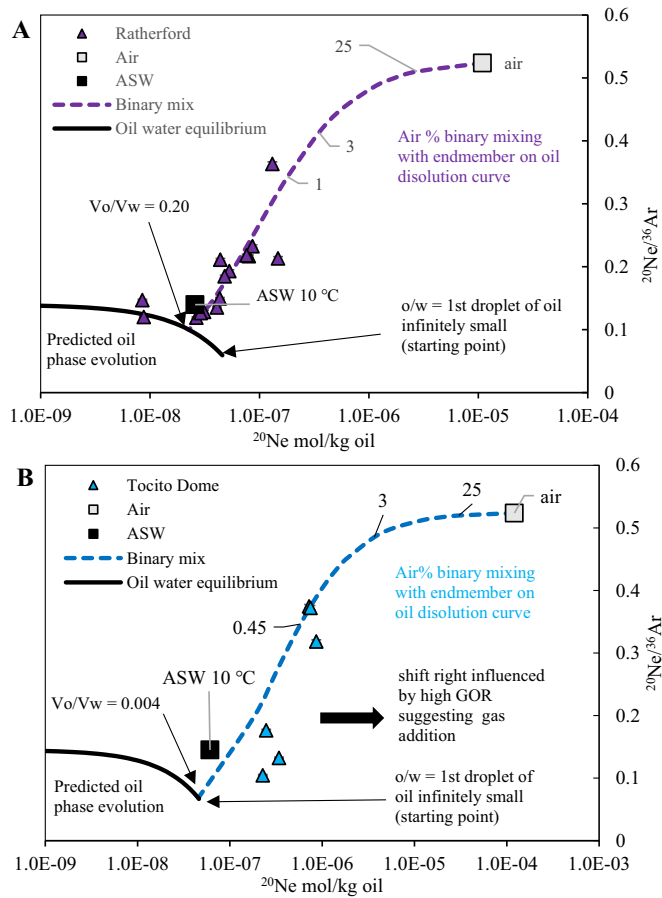 A
Ratherford
Air
ASW
Binary mix
Oil water equilibrium
25
air
3
1
Air % binary mixing
with endmember on oil
disolution curve
Vo/Vw = 0.20
ASW 10 ℃
Predicted oil
phase evolution
o/w = 1st droplet of oil
infinitely small
(starting point)
0.6
0.5
0.4
0.3
0.2
0.1
0
²⁰Ne/³⁶Ar
1.0E-09 1.0E-08 1.0E-07 1.0E-06 1.0E-05 1.0E-04
²⁰Ne mol/kg oil
B
Tocito Dome
Air
ASW
Binary mix
Oil water equilibrium
3
25
air
Air% binary mixing
with endmember on
oil disolution curve
0.45
ASW 10 ℃
Vo/Vw = 0.004
shift right influenced
by high GOR
suggesting gas
addition
Predicted oil
phase evolution
o/w = 1st droplet of
oil infinitely small
(starting point)
0.6
0.5
0.4
0.3
0.2
0.1
0
²⁰Ne/³⁶Ar
1.0E-09 1.0E-08 1.0E-07 1.0E-06 1.0E-05 1.0E-04 1.0E-03
²⁰Ne mol/kg oil